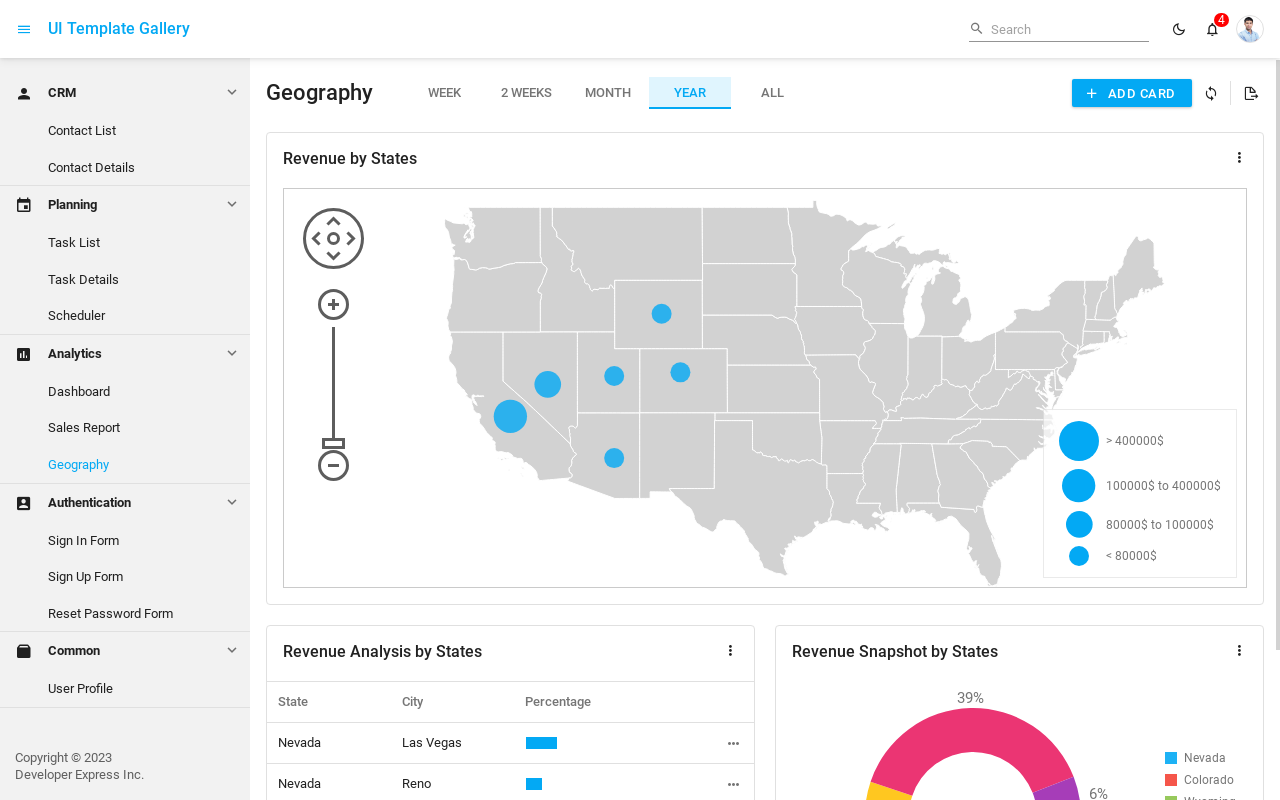 UI Template Gallery
Search
4
CRM
Contact List
Contact Details
Planning
Task List
Task Details
Scheduler
Analytics
Dashboard
Sales Report
Geography
Authentication
Sign In Form
Sign Up Form
Reset Password Form
Common
User Profile
Copyright © 2023
Developer Express Inc.
Geography
WEEK
2 WEEKS
MONTH
YEAR
ALL
ADD CARD
Revenue by States
> 400000$
100000$ to 400000$
80000$ to 100000$
< 80000$
Revenue Analysis by States
State City Percentage
Nevada Las Vegas
Nevada Reno
Revenue Snapshot by States
39%
6%
Nevada
Colorado
Wyoming